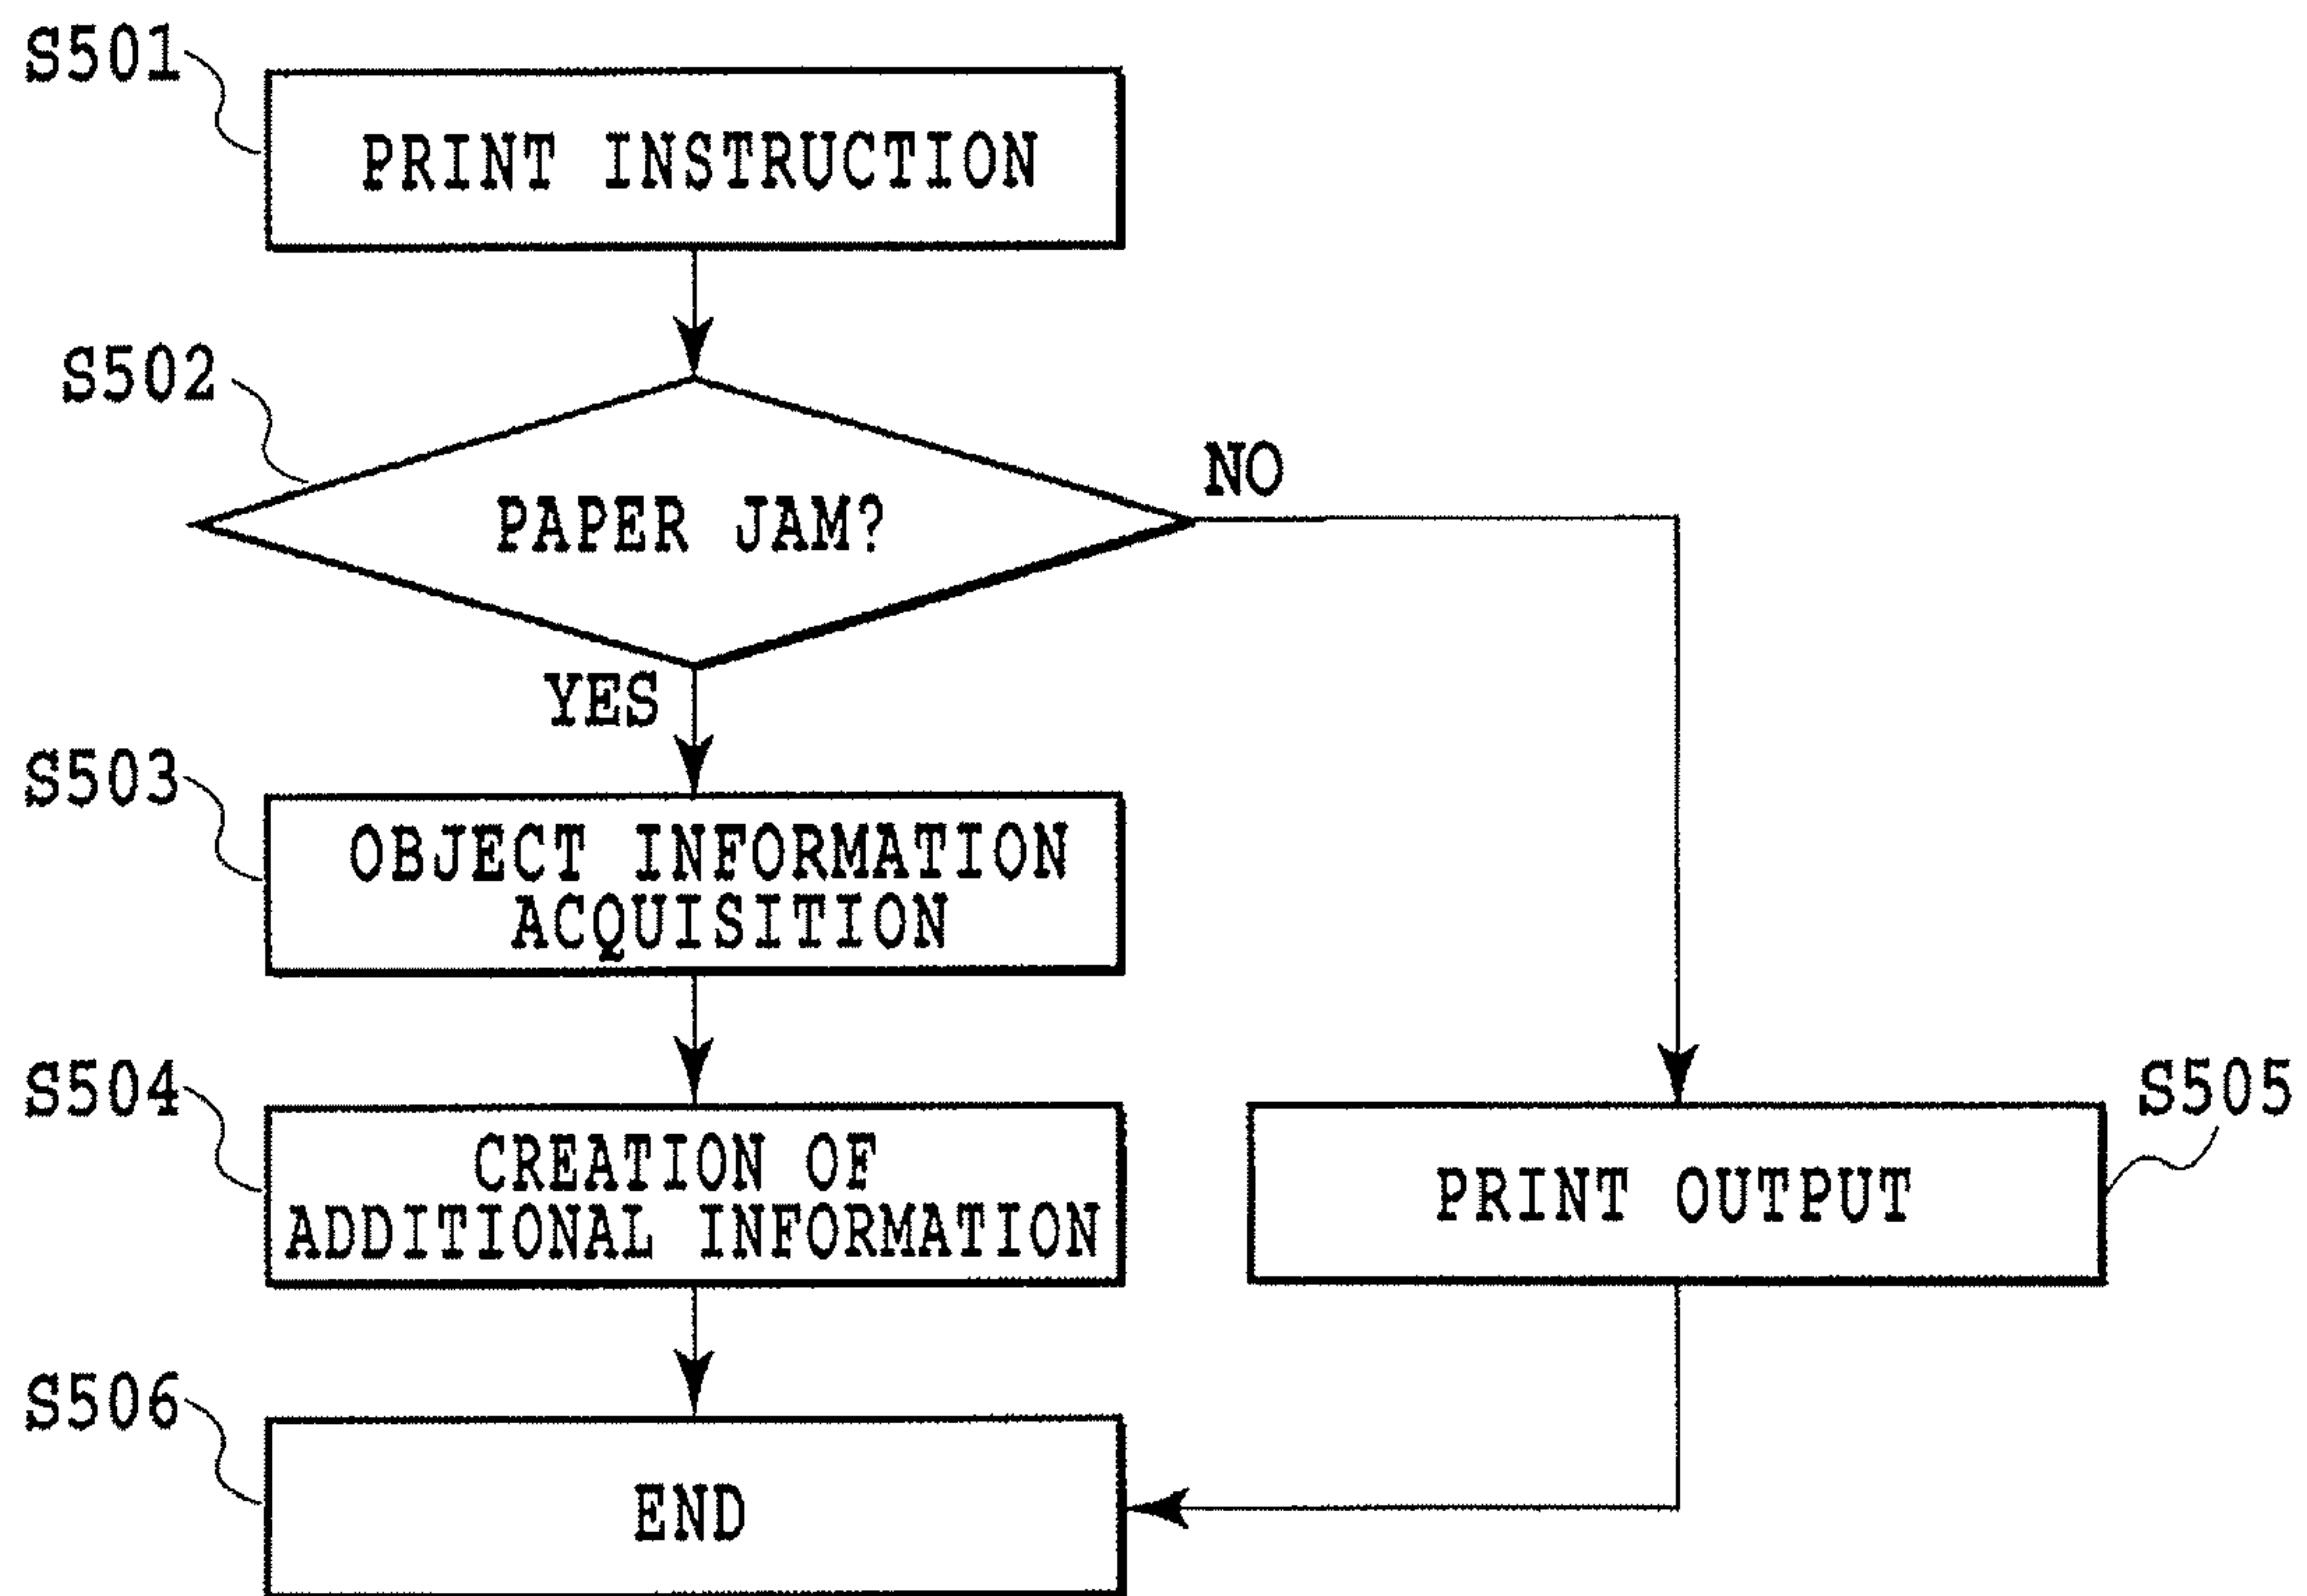 S501
PRINT INSTRUCTION
S502
PAPER JAM?
NO
YES
S503
OBJECT INFORMATION
ACQUISITION
S504
CREATION OF
ADDITIONAL INFORMATION
S505
PRINT OUTPUT
S506
END